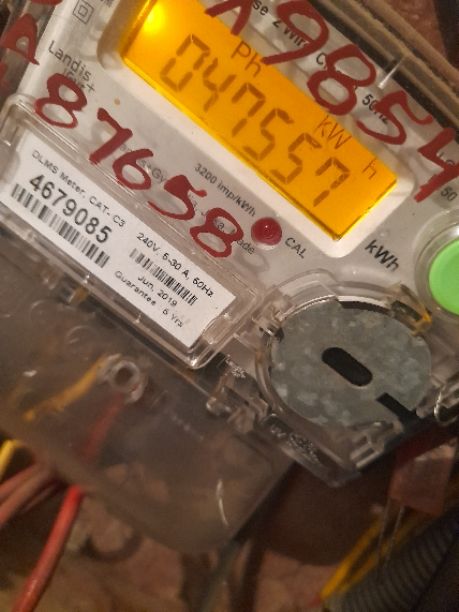 X9854
Ph
047557
kW h
Landis
87658
3200 imp/kWh
CAL
kWh
DLMS Meter, CAT- C3
4679085
240V, 5-30 A, 50Hz
Jun, 2019
Guarantee 5 Yrs